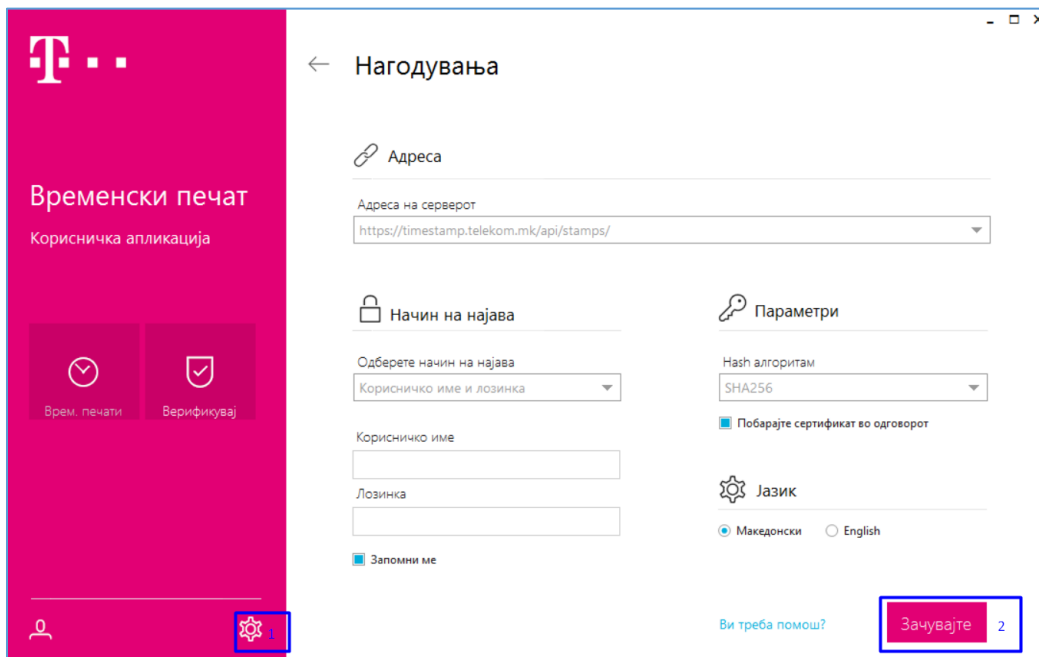 T
Нагодувања
Временски печат
Корисничка апликација
Врем. печати
Верификувај
1
Адреса
Адреса на серверот
https://timestamp.telekom.mk/api/stamps/
Начин на најава
Одберете начин на најава
Корисничко име и лозинка
Корисничко име
Лозинка
Запомни ме
Параметри
Hash алгоритам
SHA256
Побарајте сертификат во одговорот
Јазик
Македонски
English
Ви треба помош?
Зачувајте
2